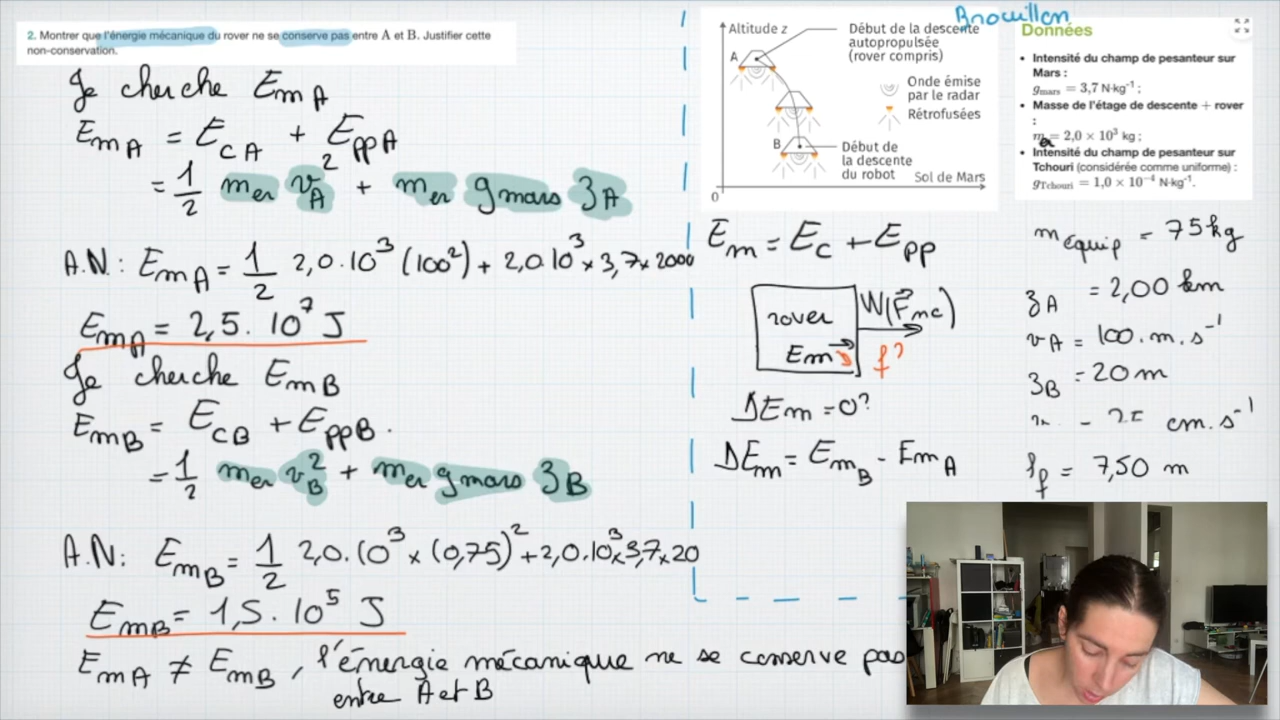 2. Montrer que l'énergie mécanique du rover ne se conserve pas entre A et B. Justifier cette
non-conservation.
Je cherche EmA
EmA = EcA + EppA
= 1/2 mer vA² + mer gmars zA
A.N : EmA = 1/2 2,0.10³ (100²) + 2,0.10³ × 3,7 × 2000
EmA = 2,5.10⁷ J
Je cherche EmB
EmB = EcB + EppB.
= 1/2 mer vB² + mer gmars zB
A.N : EmB = 1/2 2,0.10³ × (0,75)² + 2,0.10³ × 3,7 × 20
EmB = 1,5.10⁵ J
EmA ≠ EmB, l'énergie mécanique ne se conserve pas
entre A et B
Brouillon
Altitude z
A
B
0
Début de la descente
autopropulsée
(rover compris)
Onde émise
par le radar
Rétrofusées
Début de
la descente
du robot
Sol de Mars
Données
• Intensité du champ de pesanteur sur
Mars :
gmars = 3,7 N·kg⁻¹ ;
• Masse de l'étage de descente + rover
:
= 2,0 × 10³ kg ;
• Intensité du champ de pesanteur sur
Tchouri (considérée comme uniforme) :
gTchouri = 1,0 × 10⁻⁴ N·kg⁻¹.
Em = Ec + Epp
rover
Em
W(F⃗nc)
f?
ΔEm = 0?
ΔEm = EmB - EmA
mequip = 75 kg
zA = 2,00 km
vA = 100. m.s⁻¹
zB = 20 m
cm.s⁻¹
= 7,50 m